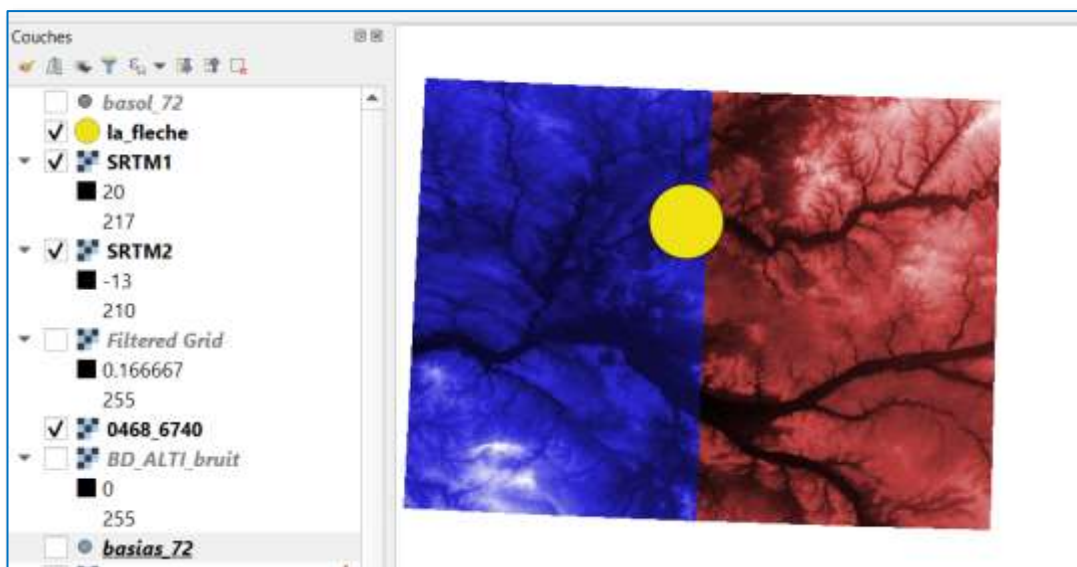 Couches
basol_72
la_fleche
SRTM1
20
217
SRTM2
-13
210
Filtered Grid
0.166667
255
0468_6740
BD_ALTI_bruit
0
255
basias_72